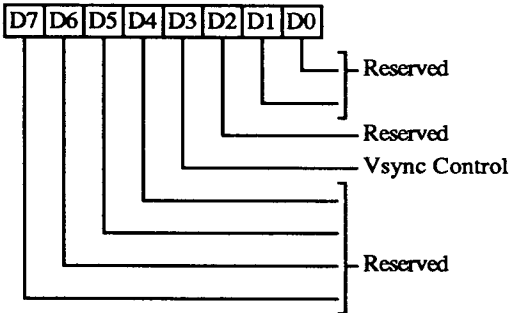 D7 D6 D5 D4 D3 D2 D1 D0
Reserved
Reserved
Vsync Control
Reserved